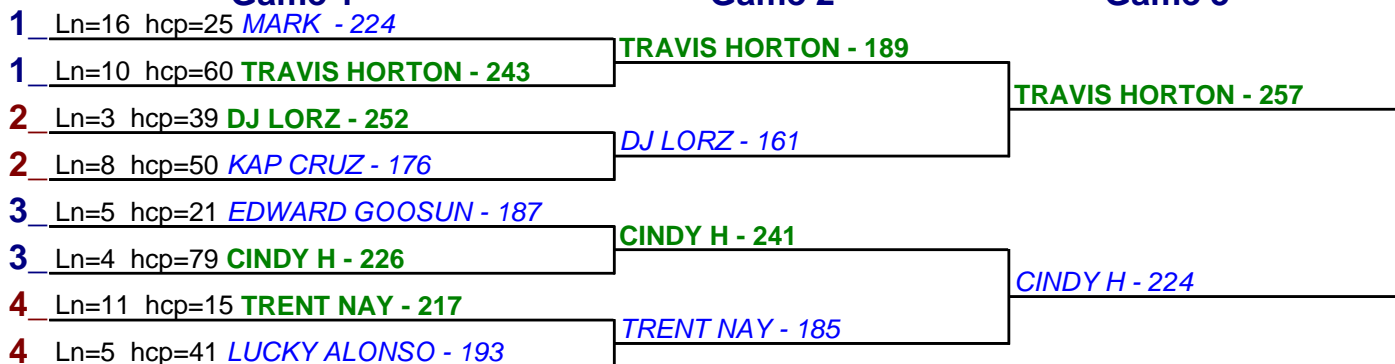 1_ Ln=16 hcp=25 MARK - 224
TRAVIS HORTON - 189
1_ Ln=10 hcp=60 TRAVIS HORTON - 243
TRAVIS HORTON - 257
2_ Ln=3 hcp=39 DJ LORZ - 252
DJ LORZ - 161
2_ Ln=8 hcp=50 KAP CRUZ - 176
3_ Ln=5 hcp=21 EDWARD GOOSUN - 187
CINDY H - 241
3_ Ln=4 hcp=79 CINDY H - 226
CINDY H - 224
4_ Ln=11 hcp=15 TRENT NAY - 217
TRENT NAY - 185
4 Ln=5 hcp=41 LUCKY ALONSO - 193